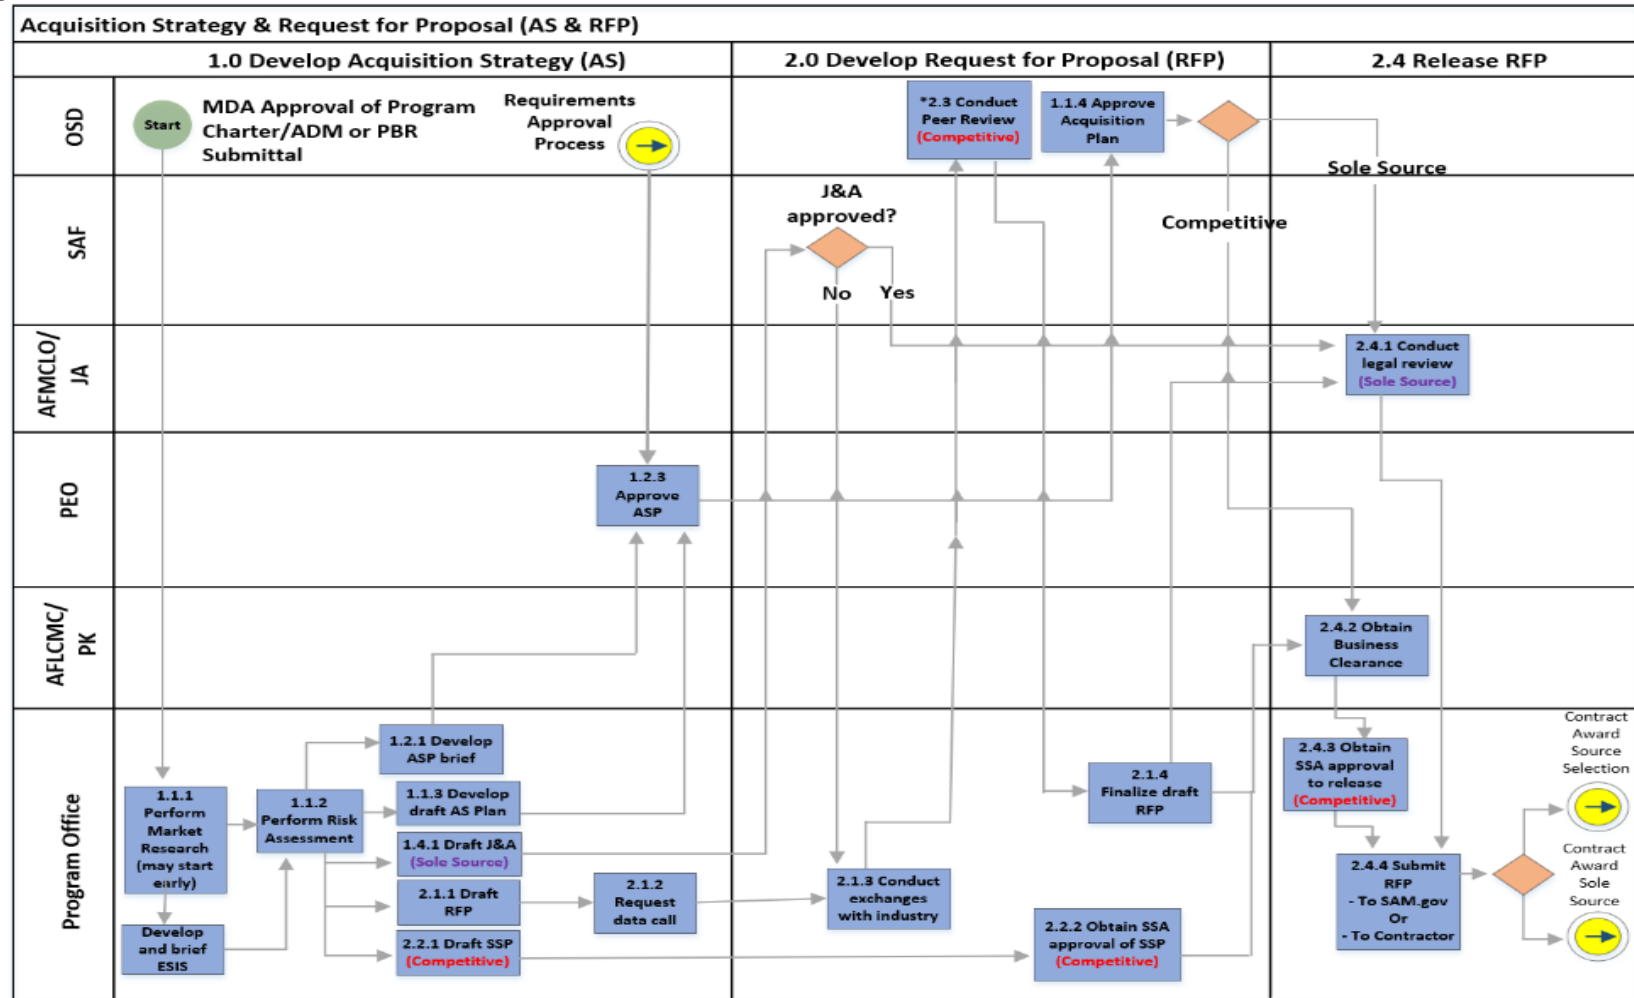 Acquisition Strategy & Request for Proposal (AS & RFP)
1.0 Develop Acquisition Strategy (AS)
2.0 Develop Request for Proposal (RFP)
2.4 Release RFP
OSD
Start
MDA Approval of Program
Charter/ADM or PBR
Submittal
Requirements
Approval
Process
*2.3 Conduct
Peer Review
(Competitive)
1.1.4 Approve
Acquisition
Plan
Sole Source
SAF
J&A
approved?
No
Yes
Competitive
AFMCLO/
JA
2.4.1 Conduct
legal review
(Sole Source)
PEO
1.2.3
Approve
ASP
AFLCMC/
PK
2.4.2 Obtain
Business
Clearance
Program Office
1.1.1
Perform
Market
Research
(may start
early)
Develop
and brief
ESIS
1.1.2
Perform Risk
Assessment
1.2.1 Develop
ASP brief
1.1.3 Develop
draft AS Plan
1.4.1 Draft J&A
(Sole Source)
2.1.1 Draft
RFP
2.2.1 Draft SSP
(Competitive)
2.1.2
Request
data call
2.1.3 Conduct
exchanges
with industry
2.1.4
Finalize draft
RFP
2.2.2 Obtain SSA
approval of SSP
(Competitive)
2.4.3 Obtain
SSA approval
to release
(Competitive)
2.4.4 Submit
RFP
- To SAM.gov
Or
- To Contractor
Contract
Award
Source
Selection
Contract
Award
Sole
Source